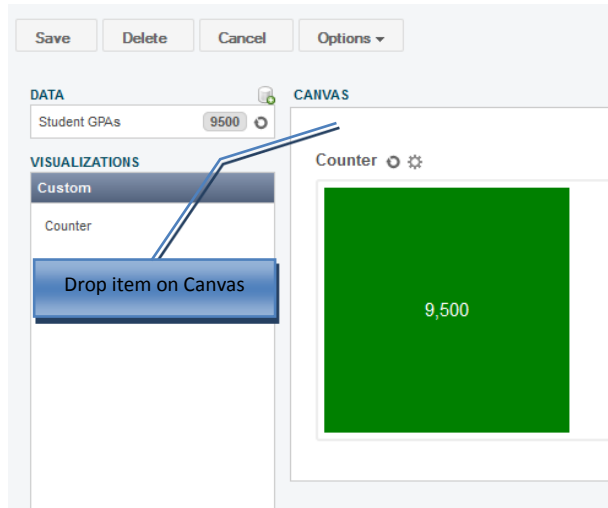 Save Delete Cancel Options
DATA
CANVAS
Student GPAs 9500
VISUALIZATIONS
Counter
Custom
Counter
Drop item on Canvas
9,500